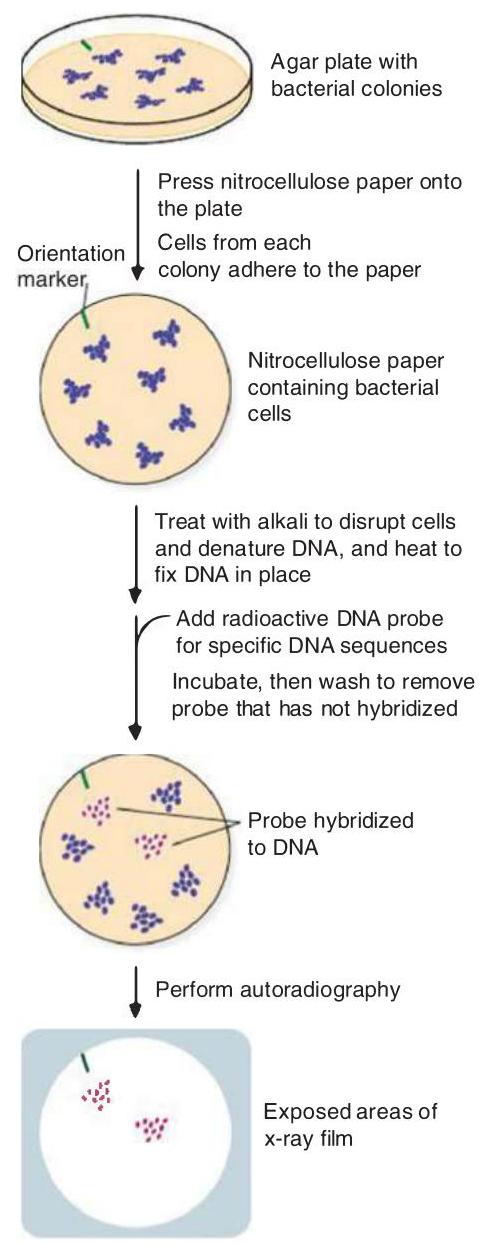 Agar plate with
bacterial colonies
Press nitrocellulose paper onto
the plate
Cells from each
colony adhere to the paper
Orientation
marker
Nitrocellulose paper
containing bacterial
cells
Treat with alkali to disrupt cells
and denature DNA, and heat to
fix DNA in place
Add radioactive DNA probe
for specific DNA sequences
Incubate, then wash to remove
probe that has not hybridized
Probe hybridized
to DNA
Perform autoradiography
Exposed areas of
x-ray film